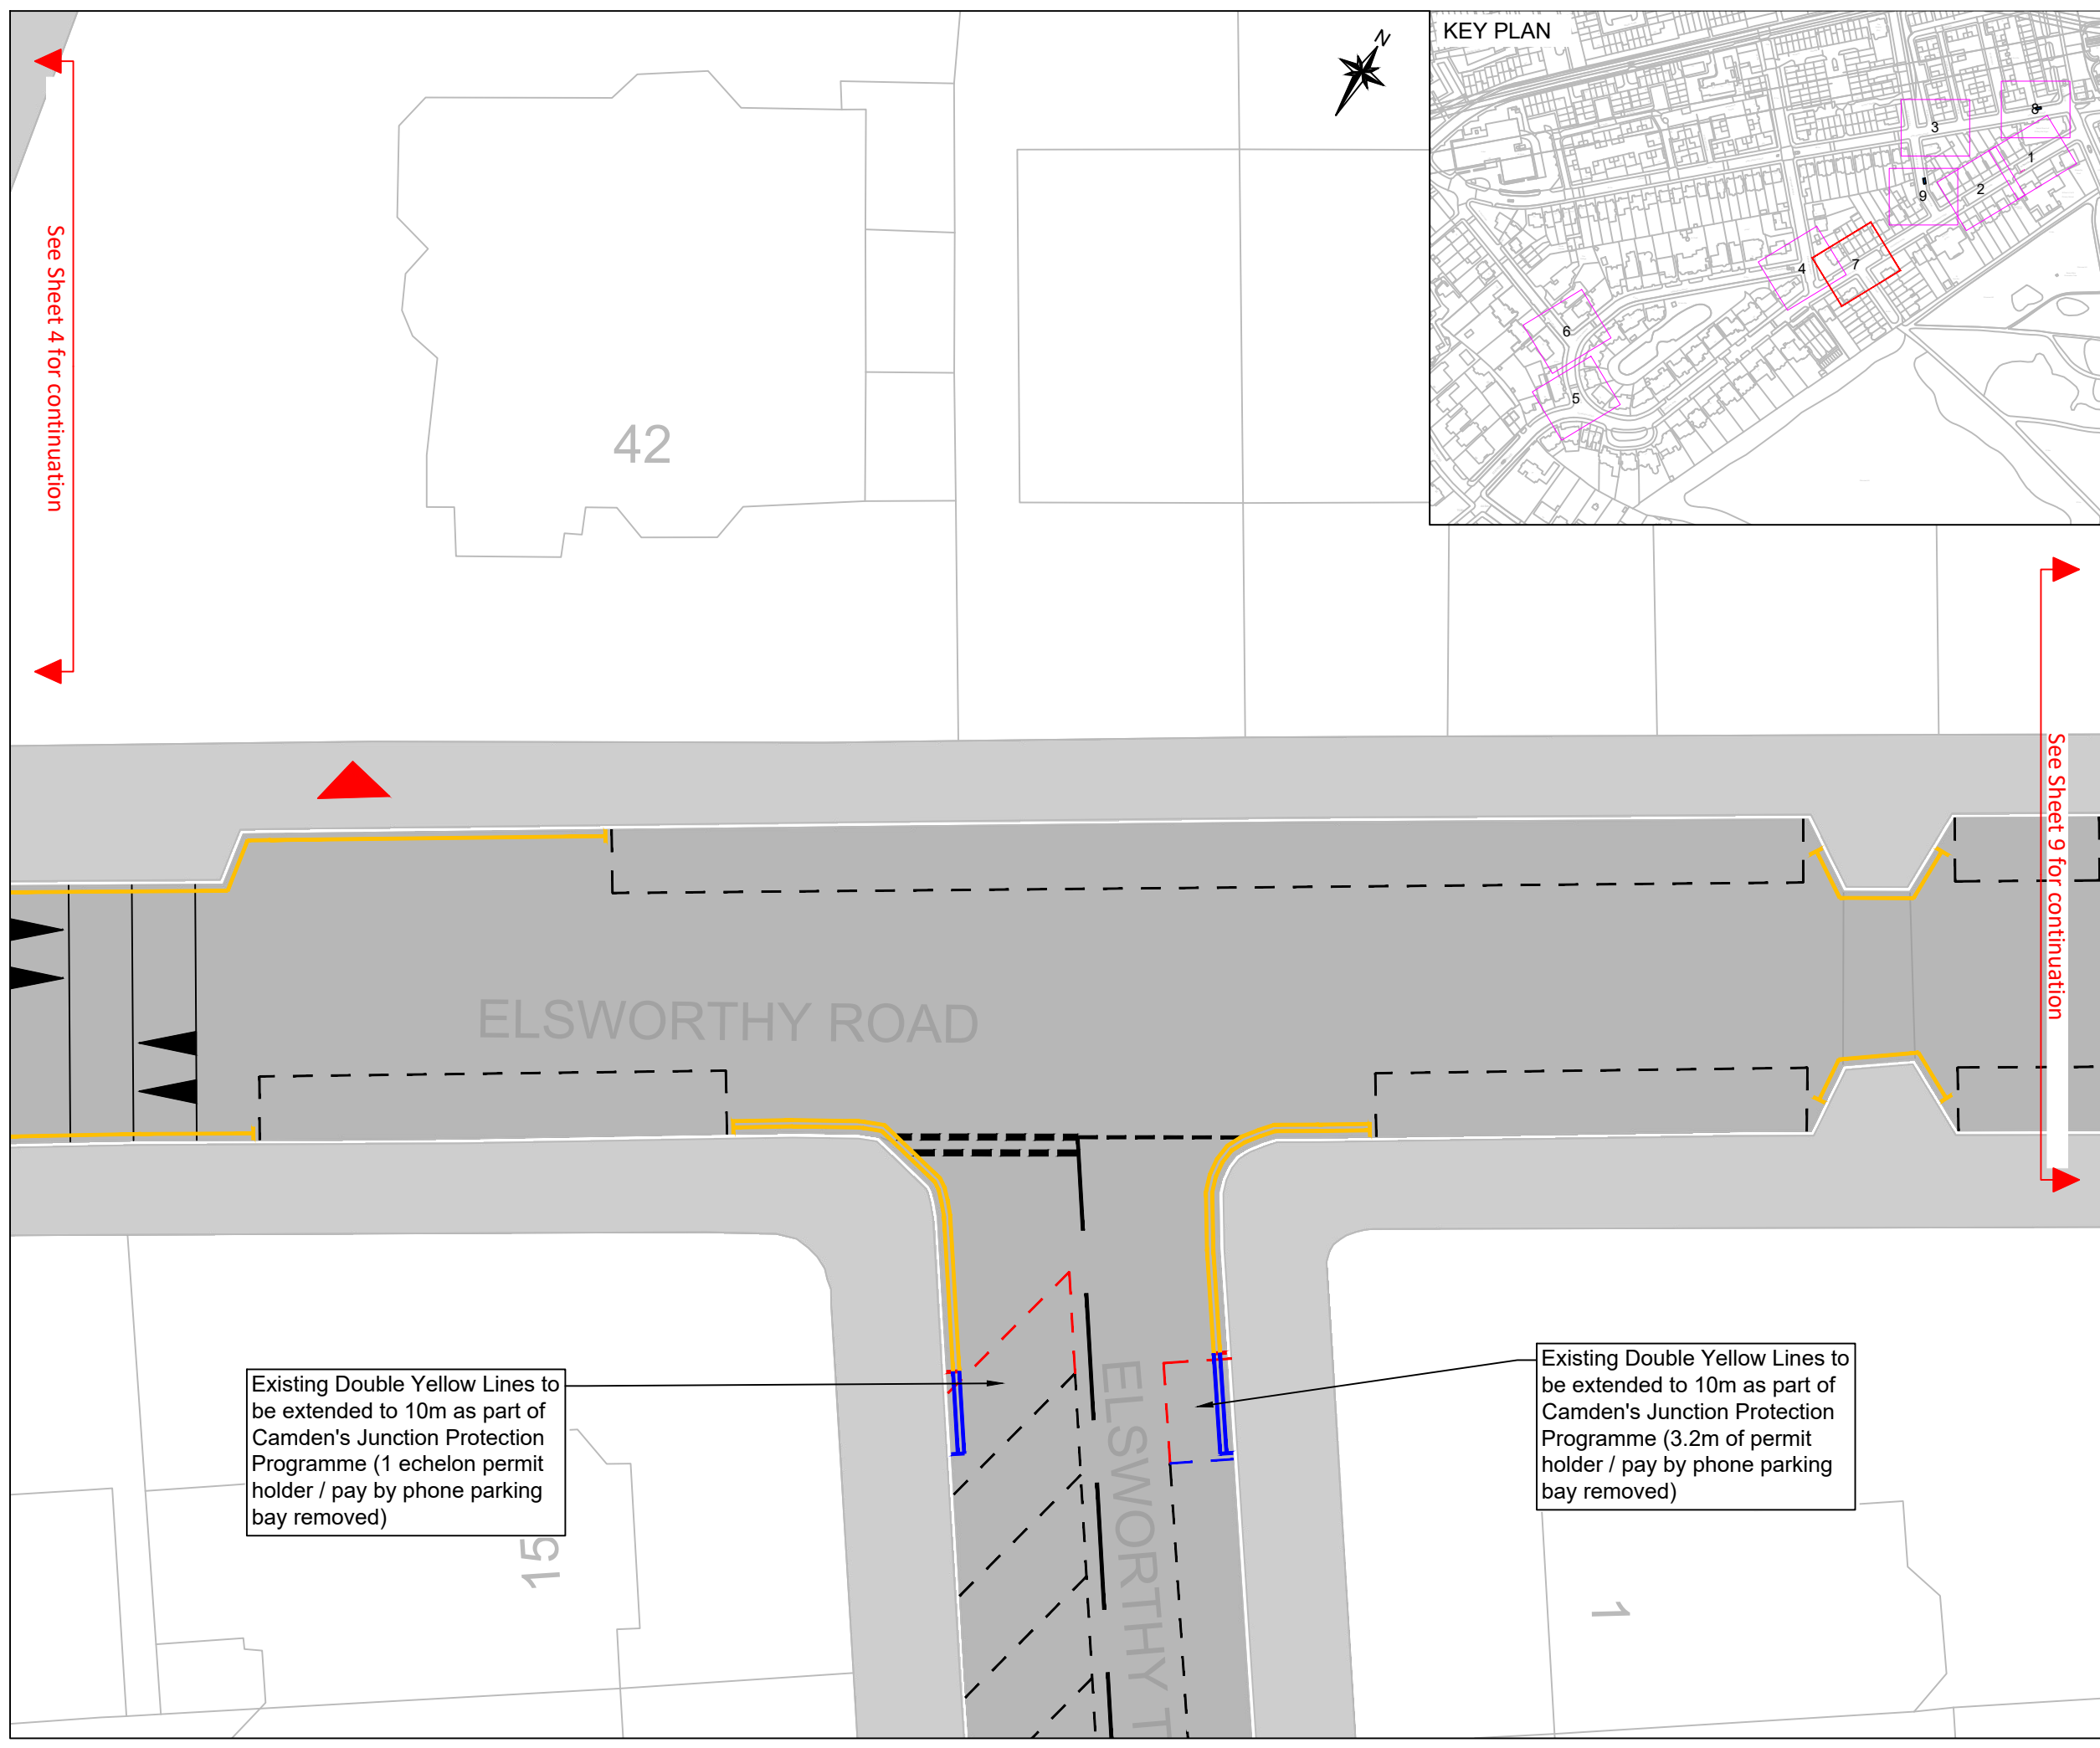 KEY PLAN
N
3
8
1
2
9
4
7
6
5
See Sheet 4 for continuation
42
See Sheet 9 for continuation
ELSWORTHY ROAD
Existing Double Yellow Lines to
be extended to 10m as part of
Camden's Junction Protection
Programme (1 echelon permit
holder / pay by phone parking
bay removed)
ELSWORTHY T
Existing Double Yellow Lines to
be extended to 10m as part of
Camden's Junction Protection
Programme (3.2m of permit
holder / pay by phone parking
bay removed)
15
1